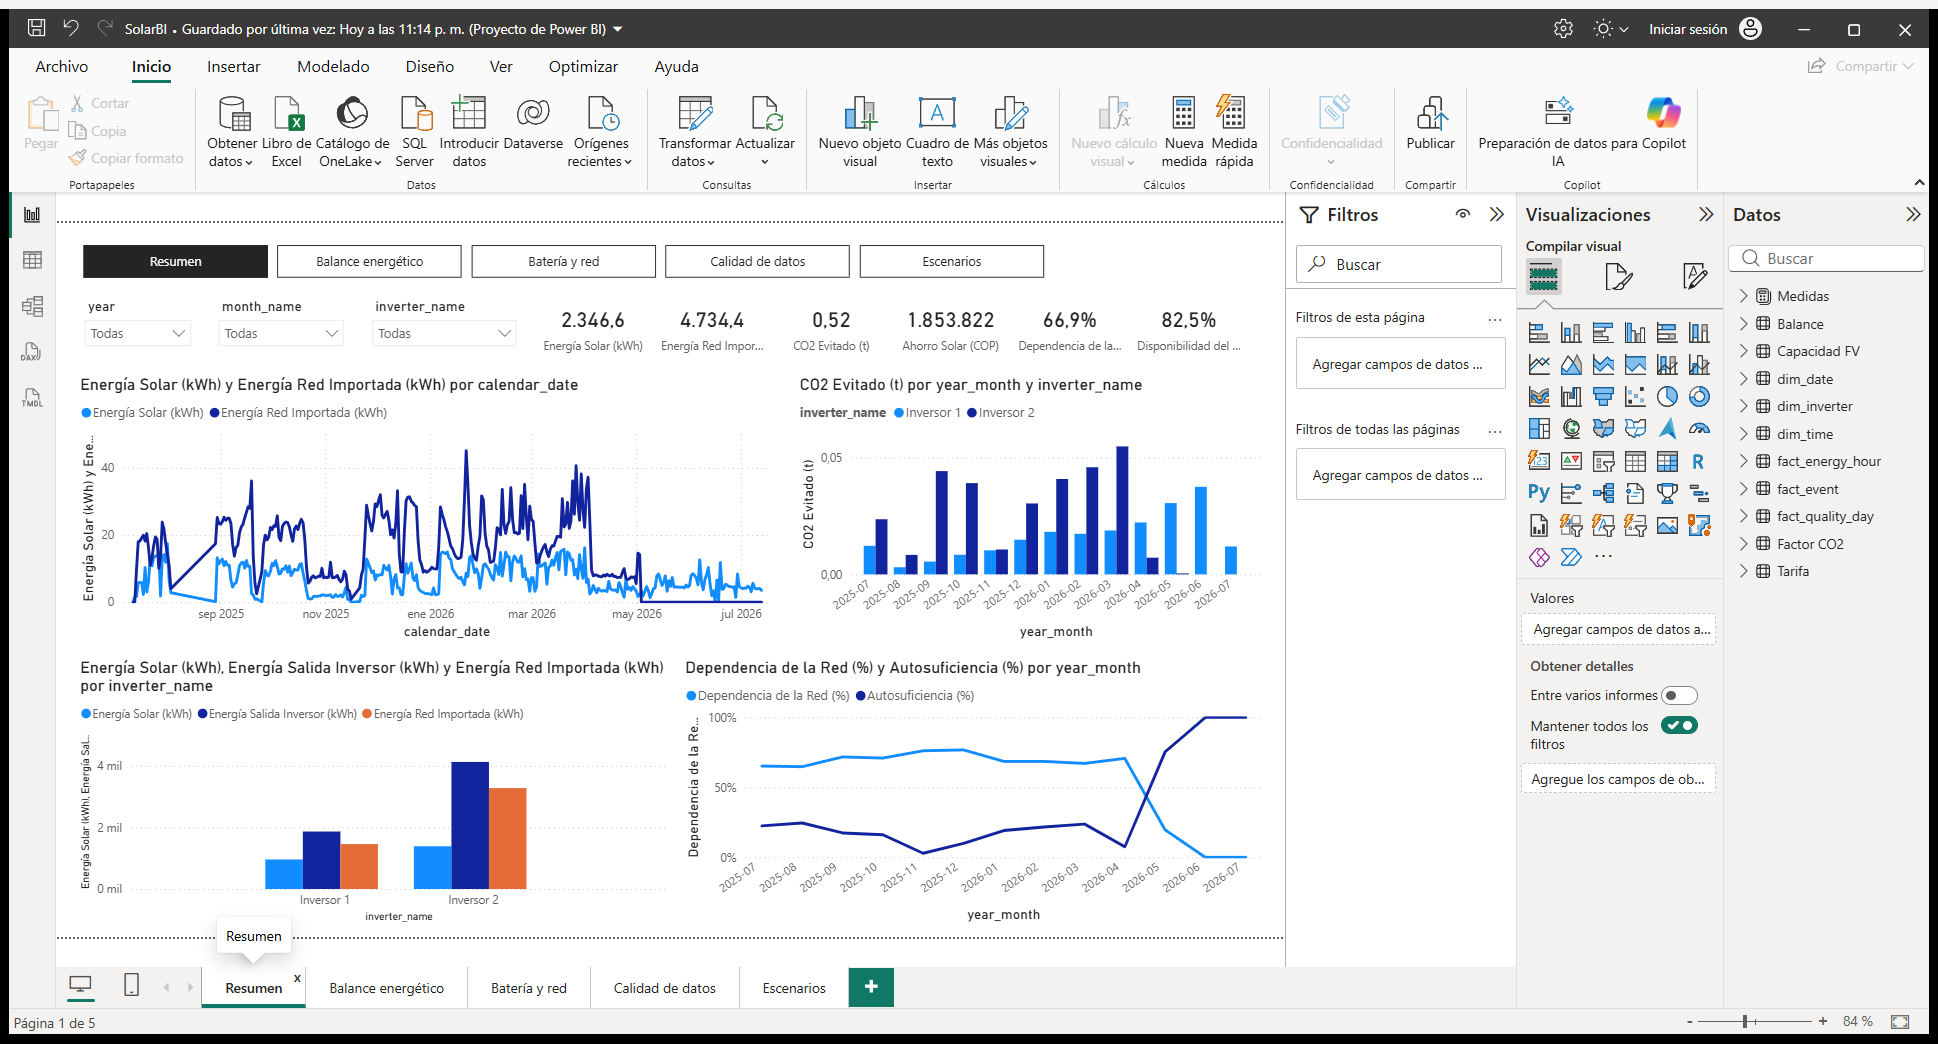 SolarBI • Guardado por última vez: Hoy a las 11:14 p. m. (Proyecto de Power BI)
Iniciar sesión
Archivo
Inicio
Insertar
Modelado
Diseño
Ver
Optimizar
Ayuda
Compartir
Pegar
Cortar
Copia
Copiar formato
Portapapeles
Obtener datos
Libro de Excel
Catálogo de OneLake
SQL Server
Introducir datos
Dataverse
Orígenes recientes
Datos
Transformar datos
Actualizar
Consultas
Nuevo objeto visual
Cuadro de texto
Más objetos visuales
Insertar
Nuevo cálculo visual
Nueva medida
Medida rápida
Cálculos
Confidencialidad
Confidencialidad
Publicar
Compartir
Preparación de datos para IA
Copilot
Copilot
DAX
TMDL
Resumen
Balance energético
Batería y red
Calidad de datos
Escenarios
year
Todas
month_name
Todas
inverter_name
Todas
2.346,6
Energía Solar (kWh)
4.734,4
Energía Red Impor...
0,52
CO2 Evitado (t)
1.853.822
Ahorro Solar (COP)
66,9%
Dependencia de la...
82,5%
Disponibilidad del ...
Energía Solar (kWh) y Energía Red Importada (kWh) por calendar_date
Energía Solar (kWh) Energía Red Importada (kWh)
Energía Solar (kWh) y Ene...
40
20
0
sep 2025
nov 2025
ene 2026
mar 2026
may 2026
jul 2026
calendar_date
CO2 Evitado (t) por year_month y inverter_name
inverter_name Inversor 1 Inversor 2
CO2 Evitado (t)
0,05
0,00
2025-07
2025-08
2025-09
2025-10
2025-11
2025-12
2026-01
2026-02
2026-03
2026-04
2026-05
2026-06
2026-07
year_month
Energía Solar (kWh), Energía Salida Inversor (kWh) y Energía Red Importada (kWh)
por inverter_name
Energía Solar (kWh) Energía Salida Inversor (kWh) Energía Red Importada (kWh)
Energía Solar (kWh), Energía Sal...
4 mil
2 mil
0 mil
Inversor 1
Inversor 2
inverter_name
Dependencia de la Red (%) y Autosuficiencia (%) por year_month
Dependencia de la Red (%) Autosuficiencia (%)
Dependencia de la Re...
100%
50%
0%
2025-07
2025-08
2025-09
2025-10
2025-11
2025-12
2026-01
2026-02
2026-03
2026-04
2026-05
2026-06
2026-07
year_month
Resumen
Filtros
Buscar
Filtros de esta página
...
Agregar campos de datos ...
Filtros de todas las páginas
...
Agregar campos de datos ...
Visualizaciones
Compilar visual
123
R
Py
...
Valores
Agregar campos de datos a...
Obtener detalles
Entre varios informes
Mantener todos los
filtros
Agregue los campos de ob...
Datos
Buscar
Medidas
Balance
Capacidad FV
dim_date
dim_inverter
dim_time
fact_energy_hour
fact_event
fact_quality_day
Factor CO2
Tarifa
Resumen
x
Balance energético
Batería y red
Calidad de datos
Escenarios
+
Página 1 de 5
- + 84 %